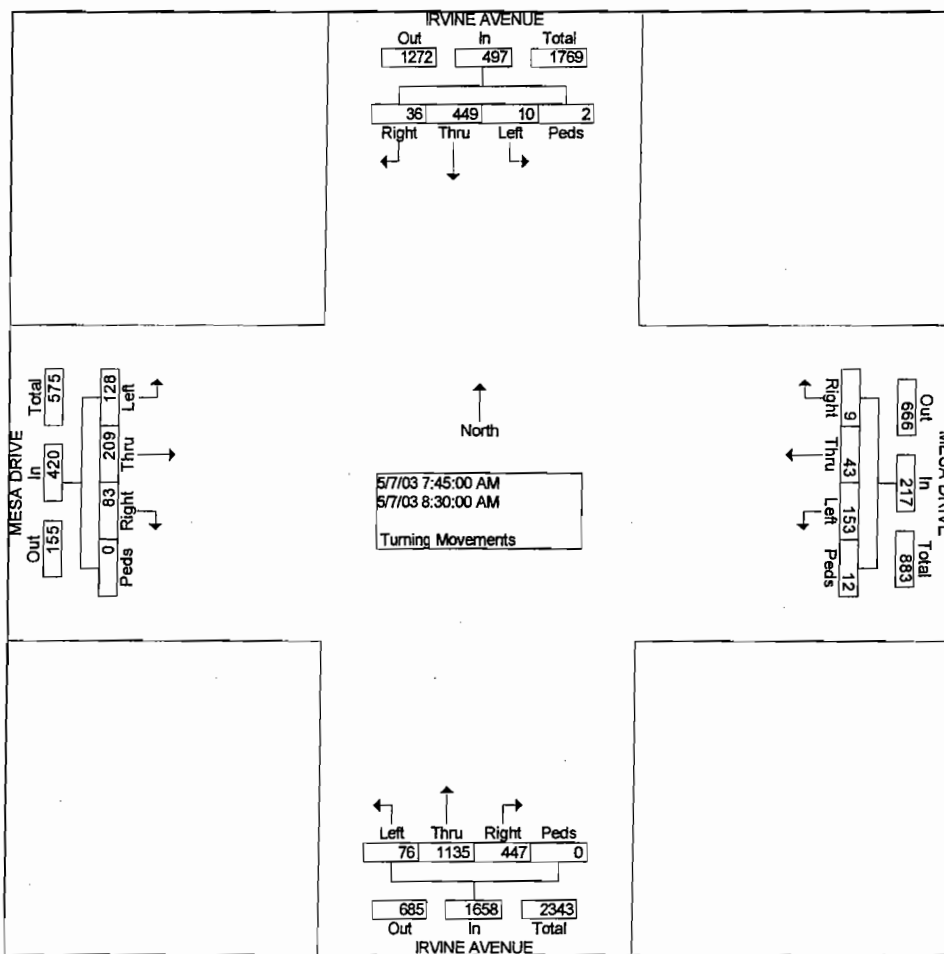 IRVINE AVENUE
Out In Total
1272 497 1769
36 449 10 2
Right Thru Left Peds
MESA DRIVE
Total In Out
575 420 155
128 209 83 0
Left Thru Right Peds
North
5/7/03 7:45:00 AM
5/7/03 8:30:00 AM
Turning Movements
Right Thru Left Peds
9 43 153 12
Out In Total
666 217 883
MESA DRIVE
Left Thru Right Peds
76 1135 447 0
685 1658 2343
Out In Total
IRVINE AVENUE